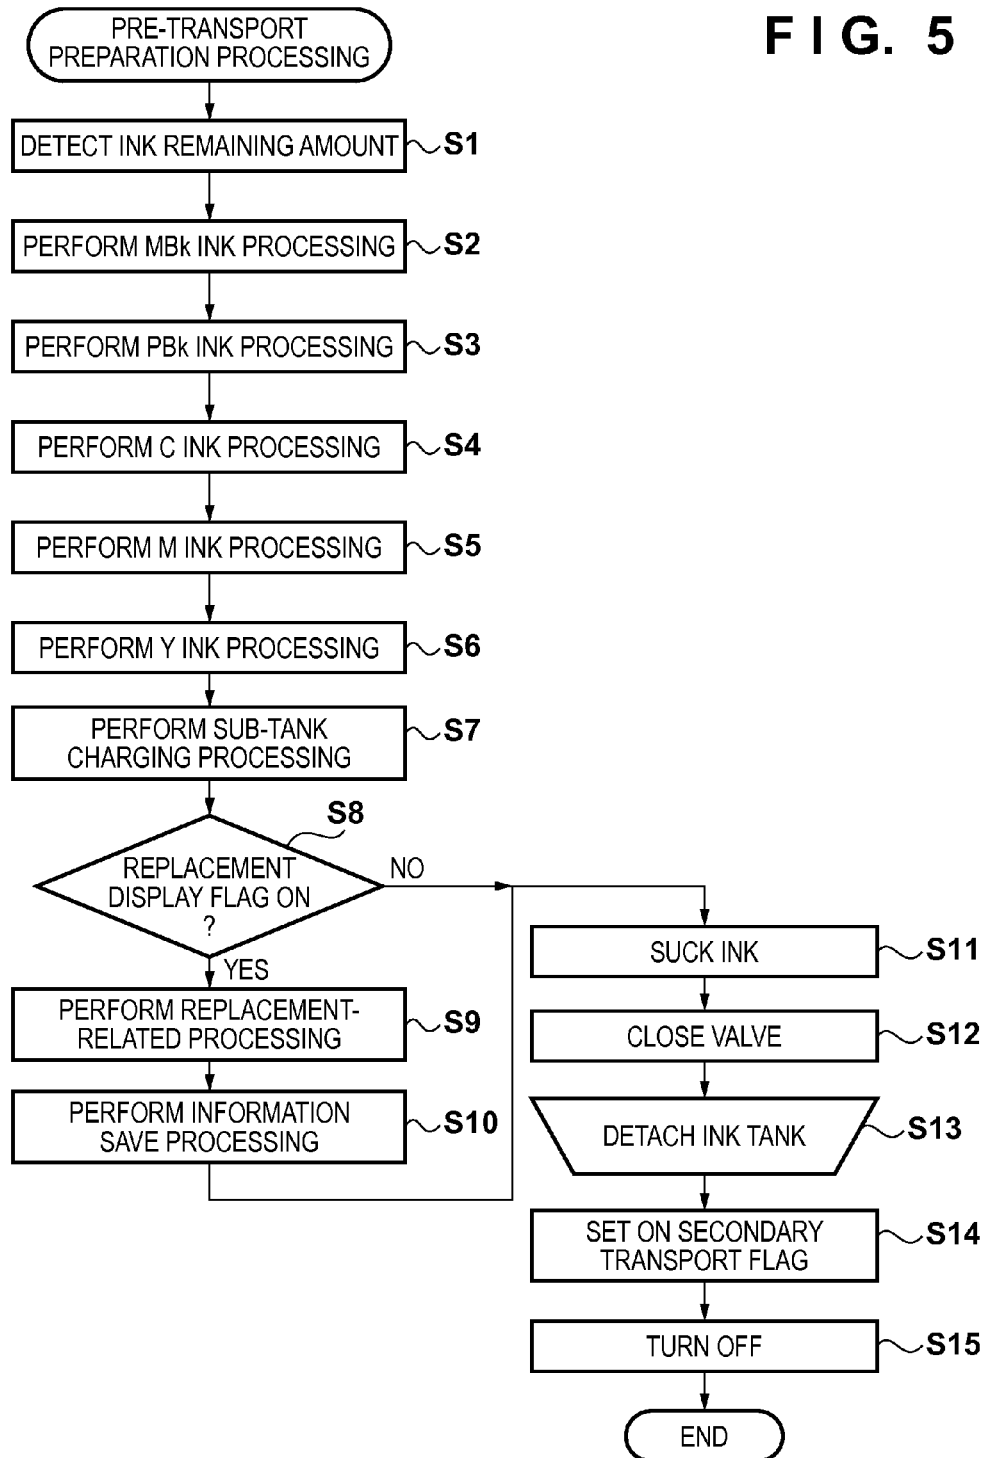 FIG. 5
PRE-TRANSPORT
PREPARATION PROCESSING
DETECT INK REMAINING AMOUNT
S1
PERFORM MBk INK PROCESSING
S2
PERFORM PBk INK PROCESSING
S3
PERFORM C INK PROCESSING
S4
PERFORM M INK PROCESSING
S5
PERFORM Y INK PROCESSING
S6
PERFORM SUB-TANK
CHARGING PROCESSING
S7
S8
REPLACEMENT
DISPLAY FLAG ON
?
NO
YES
PERFORM REPLACEMENT-
RELATED PROCESSING
S9
PERFORM INFORMATION
SAVE PROCESSING
S10
SUCK INK
S11
CLOSE VALVE
S12
DETACH INK TANK
S13
SET ON SECONDARY
TRANSPORT FLAG
S14
TURN OFF
S15
END